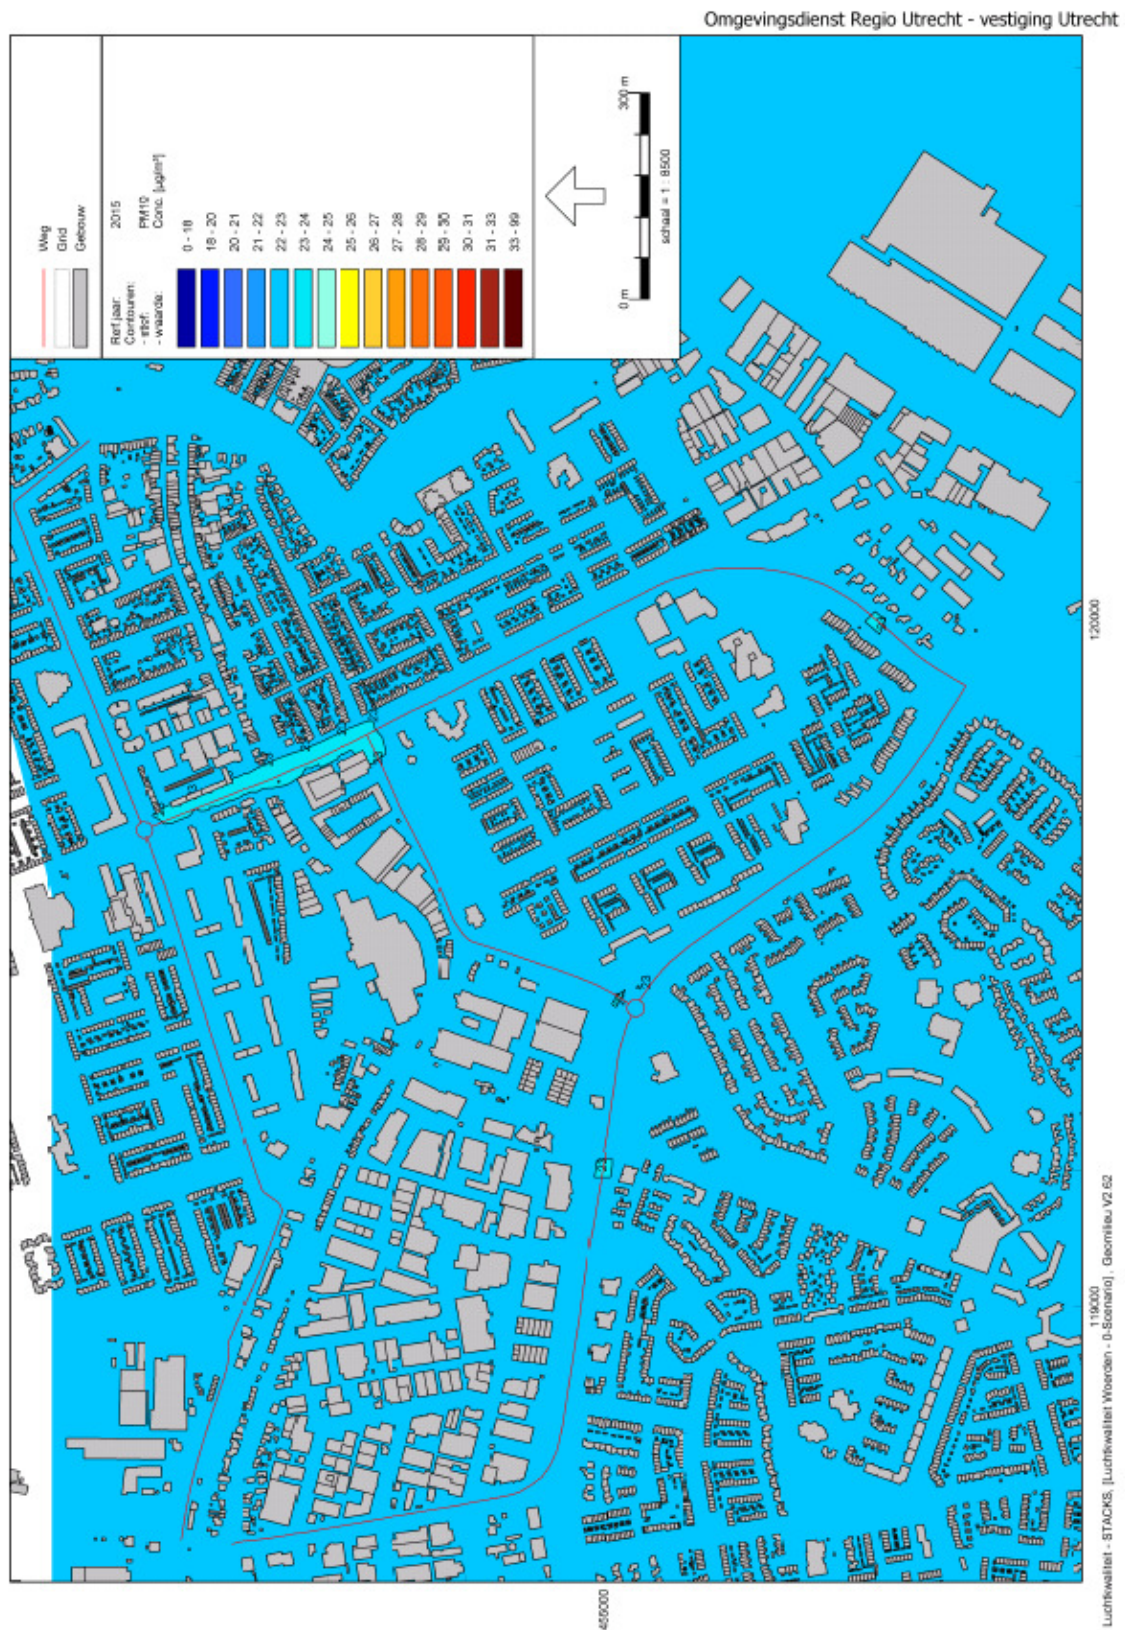 Omgevingsdienst Regio Utrecht - vestiging Utrecht
Weg
Grid
Gebouw
Ref.jaar: 2015
Contouren:
- stof: PM10
- waarde: Conc. [µg/m³]
0 - 18
18 - 20
20 - 21
21 - 22
22 - 23
23 - 24
24 - 25
25 - 26
26 - 27
27 - 28
28 - 29
29 - 30
30 - 31
31 - 33
33 - 99
0 m 300 m
schaal = 1 : 8500
23
23
119000 120000
455000
Luchtkwaliteit - STACKS, [Luchtkwaliteit Woerden - 0-Scenario], Geomilieu V2.62